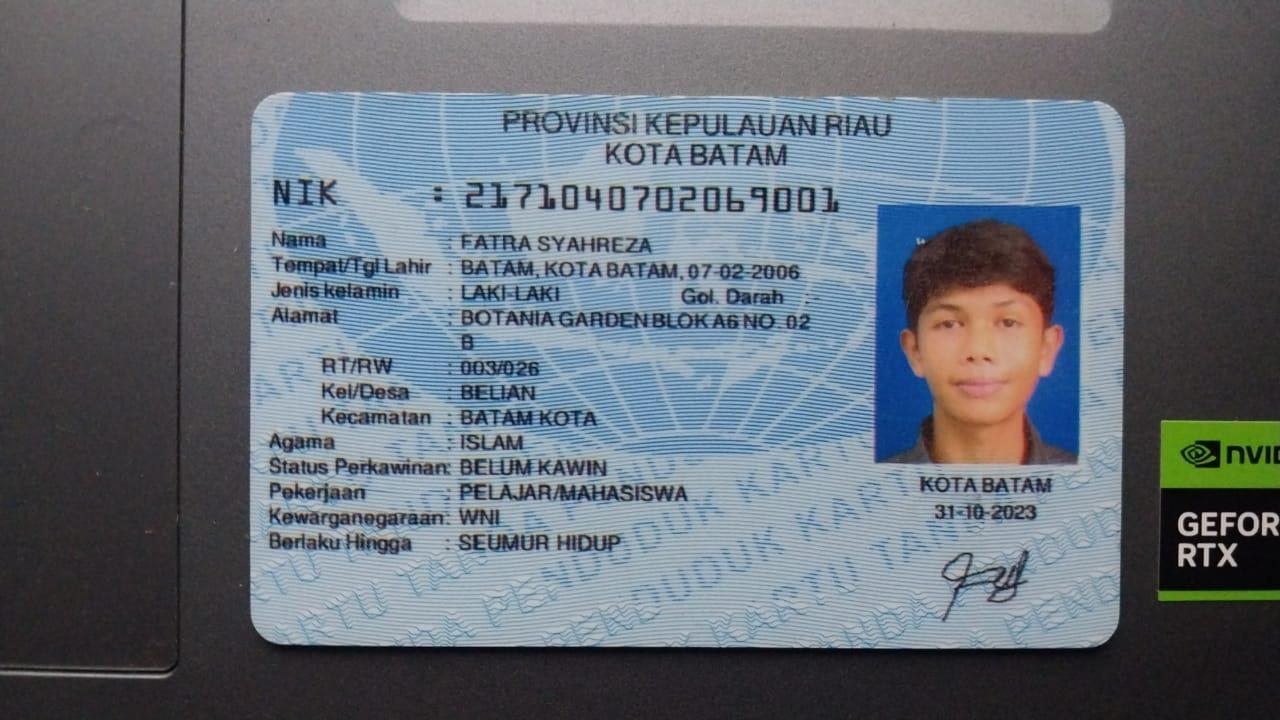 PROVINSI KEPULAUAN RIAU
KOTA BATAM
NIK : 2171040702069001
Nama : FATRA SYAHREZA
Tempat/Tgl Lahir : BATAM, KOTA BATAM, 07-02-2006
Jenis kelamin : LAKI-LAKI Gol. Darah : -
Alamat : BOTANIA GARDEN BLOK A6 NO. 02
B
RT/RW : 003/026
Kel/Desa : BELIAN
Kecamatan : BATAM KOTA
Agama : ISLAM
Status Perkawinan: BELUM KAWIN
Pekerjaan : PELAJAR/MAHASISWA
Kewarganegaraan: WNI
Berlaku Hingga : SEUMUR HIDUP
KOTA BATAM
31-10-2023
NVID
GEFOR
RTX